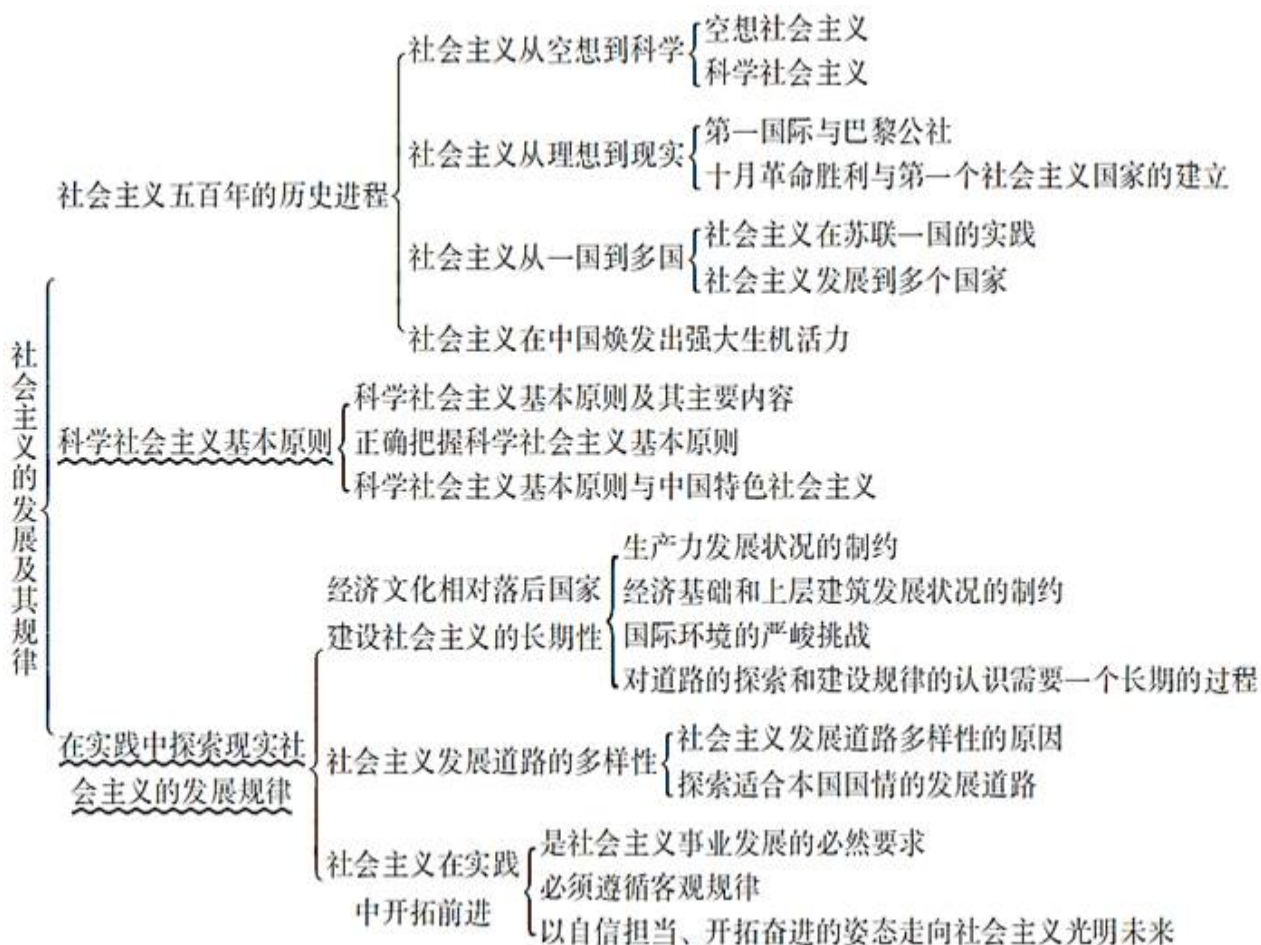 社会主义的发展及其规律
社会主义五百年的历史进程
社会主义从空想到科学
空想社会主义
科学社会主义
社会主义从理想到现实
第一国际与巴黎公社
十月革命胜利与第一个社会主义国家的建立
社会主义从一国到多国
社会主义在苏联一国的实践
社会主义发展到多个国家
社会主义在中国焕发出强大生机活力
科学社会主义基本原则
科学社会主义基本原则及其主要内容
正确把握科学社会主义基本原则
科学社会主义基本原则与中国特色社会主义
在实践中探索现实社
会主义的发展规律
经济文化相对落后国家
建设社会主义的长期性
生产力发展状况的制约
经济基础和上层建筑发展状况的制约
国际环境的严峻挑战
对道路的探索和建设规律的认识需要一个长期的过程
社会主义发展道路的多样性
社会主义发展道路多样性的原因
探索适合本国国情的发展道路
社会主义在实践
中开拓前进
是社会主义事业发展的必然要求
必须遵循客观规律
以自信担当、开拓奋进的姿态走向社会主义光明未来